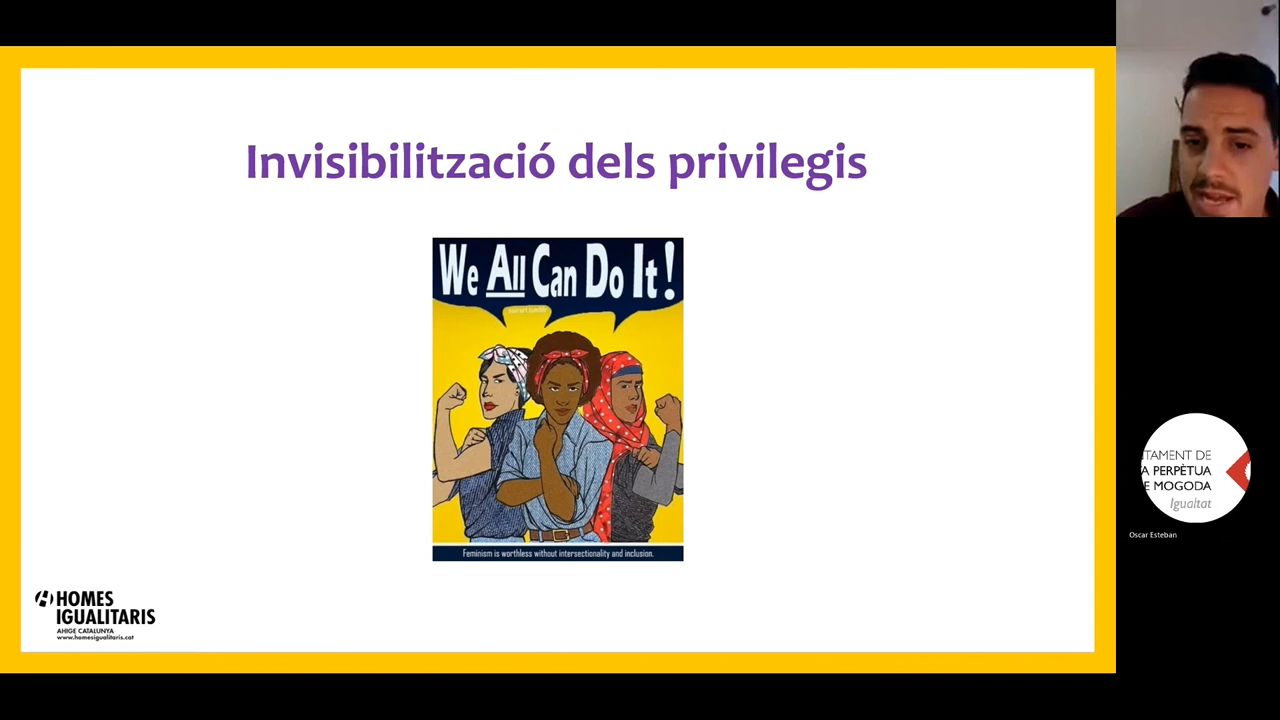 Invisibilització dels privilegis
We All Can Do It!
Feminism is worthless without intersectionality and inclusion.
HOMES
IGUALITARIS
AHIGE CATALUNYA
www.homesigualitaris.cat
TAMENT DE
A PERPÈTUA
E MOGODA
Igualtat
Oscar Esteban